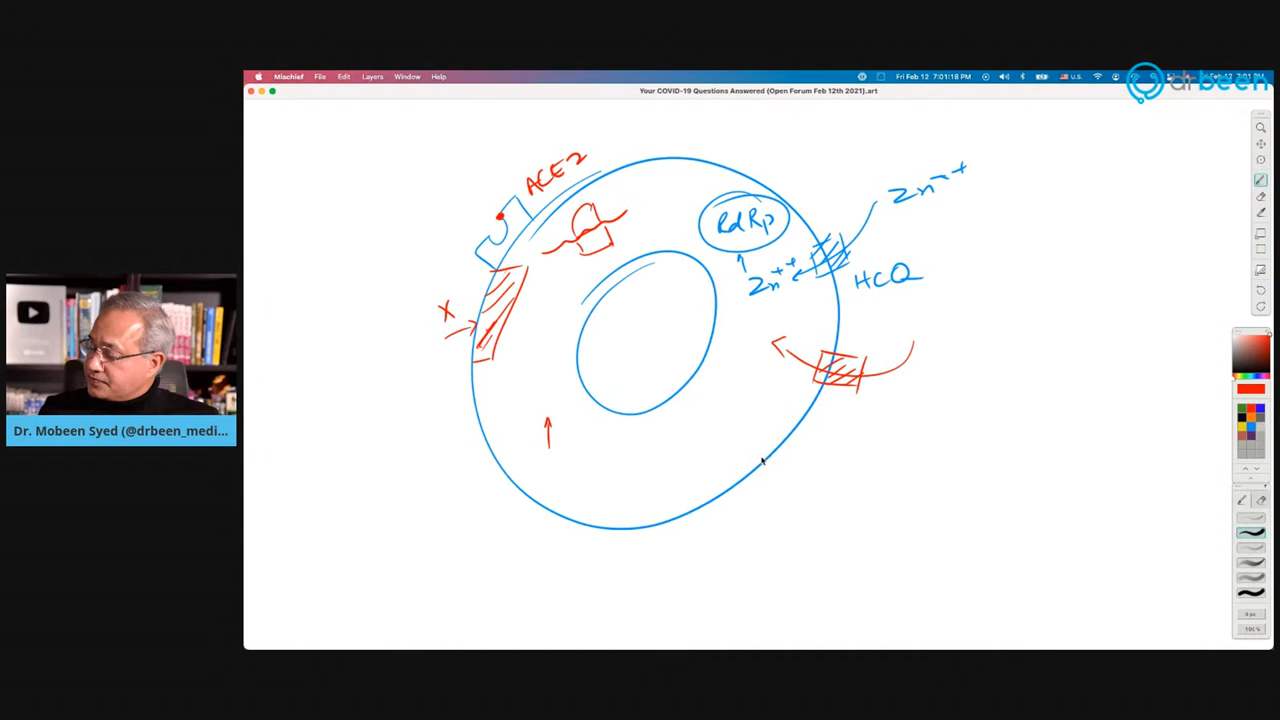 Mischief File Edit Layers Window Help
U.S. Fri Feb 12 7:01:18 PM
drbeen
Your COVID-19 Questions Answered (Open Forum Feb 12th 2021).art
ACE2
Zn++
RdRp
Zn++
HCQ
X
Dr. Mobeen Syed (@drbeen_medi...
100 %